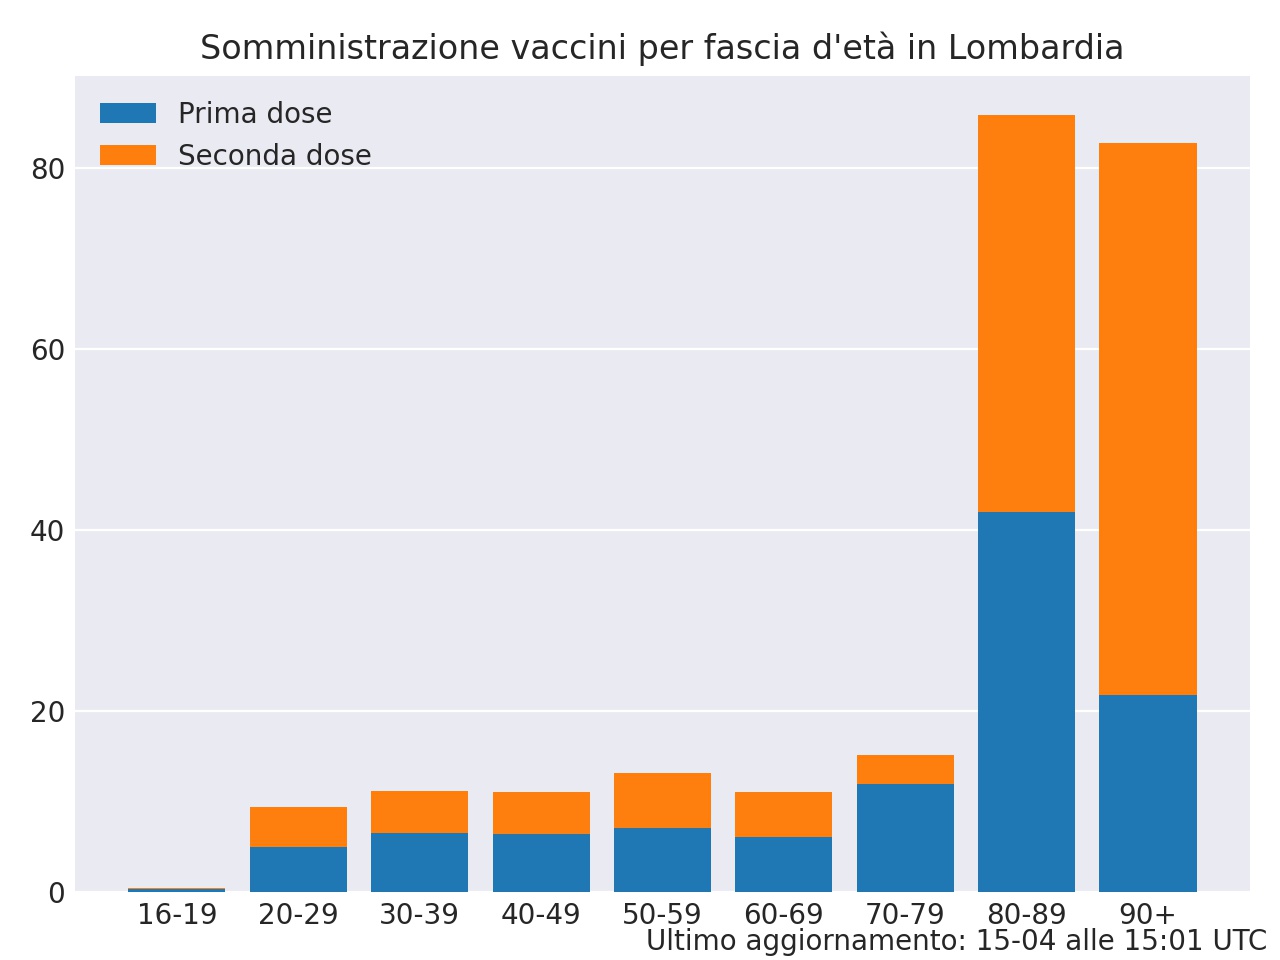 Somministrazione vaccini per fascia d'età in Lombardia
Prima dose
Seconda dose
80
60
40
20
0
16-19 20-29 30-39 40-49 50-59 60-69 70-79 80-89 90+
Ultimo aggiornamento: 15-04 alle 15:01 UTC